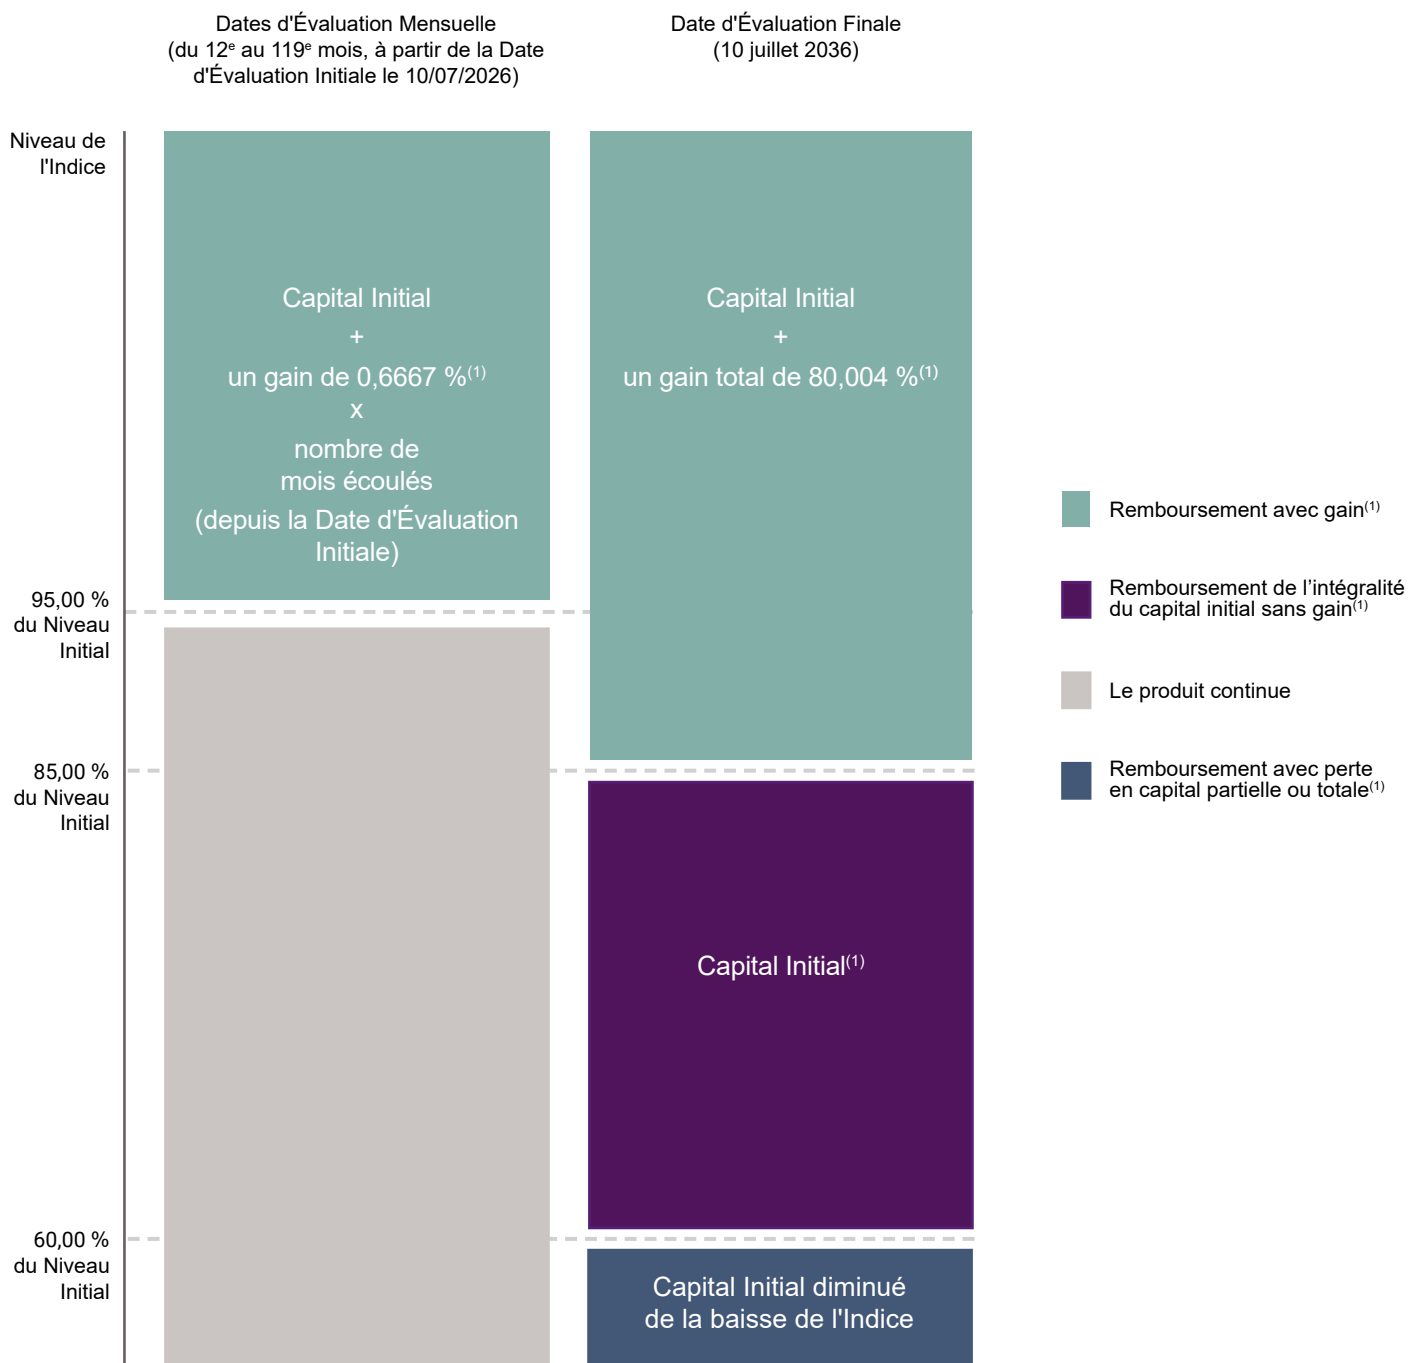 Dates d'Évaluation Mensuelle
(du 12ᵉ au 119ᵉ mois, à partir de la Date
d'Évaluation Initiale le 10/07/2026)
Date d'Évaluation Finale
(10 juillet 2036)
Niveau de
l'Indice
Capital Initial
+
un gain de 0,6667 %⁽¹⁾
x
nombre de
mois écoulés
(depuis la Date d'Évaluation
Initiale)
Capital Initial
+
un gain total de 80,004 %⁽¹⁾
95,00 %
du Niveau
Initial
85,00 %
du Niveau
Initial
Capital Initial⁽¹⁾
60,00 %
du Niveau
Initial
Capital Initial diminué
de la baisse de l'Indice
Remboursement avec gain⁽¹⁾
Remboursement de l’intégralité
du capital initial sans gain⁽¹⁾
Le produit continue
Remboursement avec perte
en capital partielle ou totale⁽¹⁾